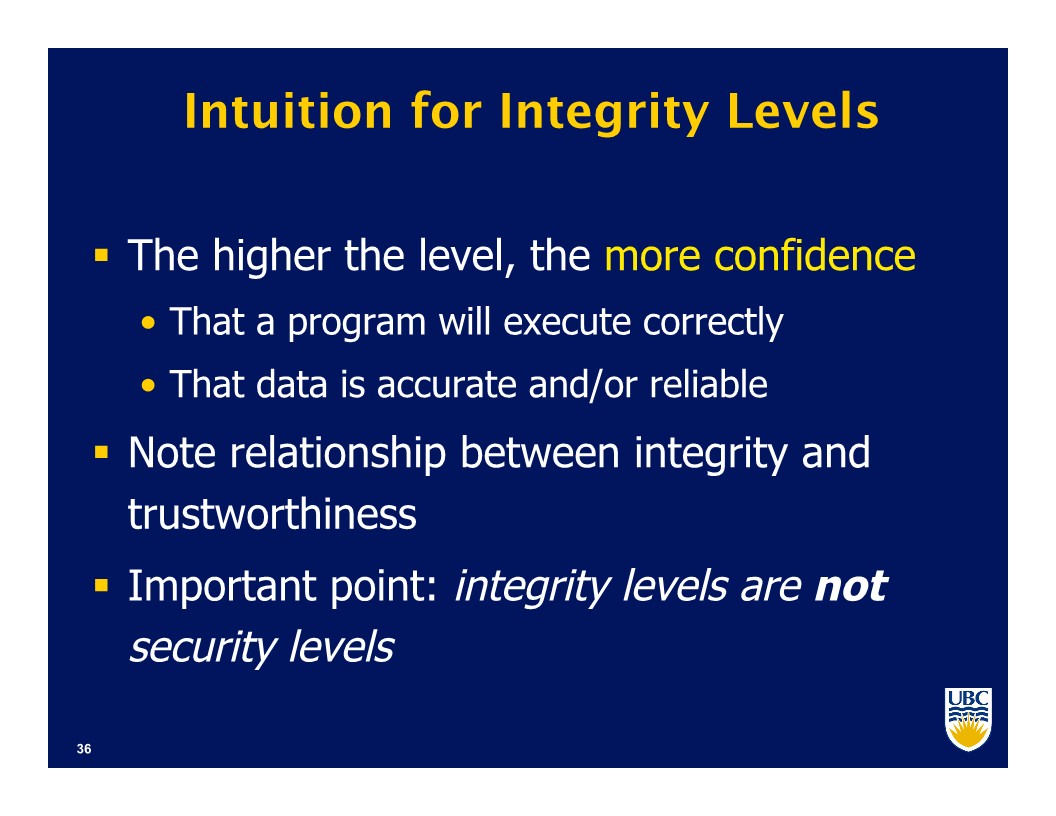 Intuition for Integrity Levels
▪ The higher the level, the more confidence
• That a program will execute correctly
• That data is accurate and/or reliable
▪ Note relationship between integrity and
trustworthiness
▪ Important point: integrity levels are not
security levels
UBC
36